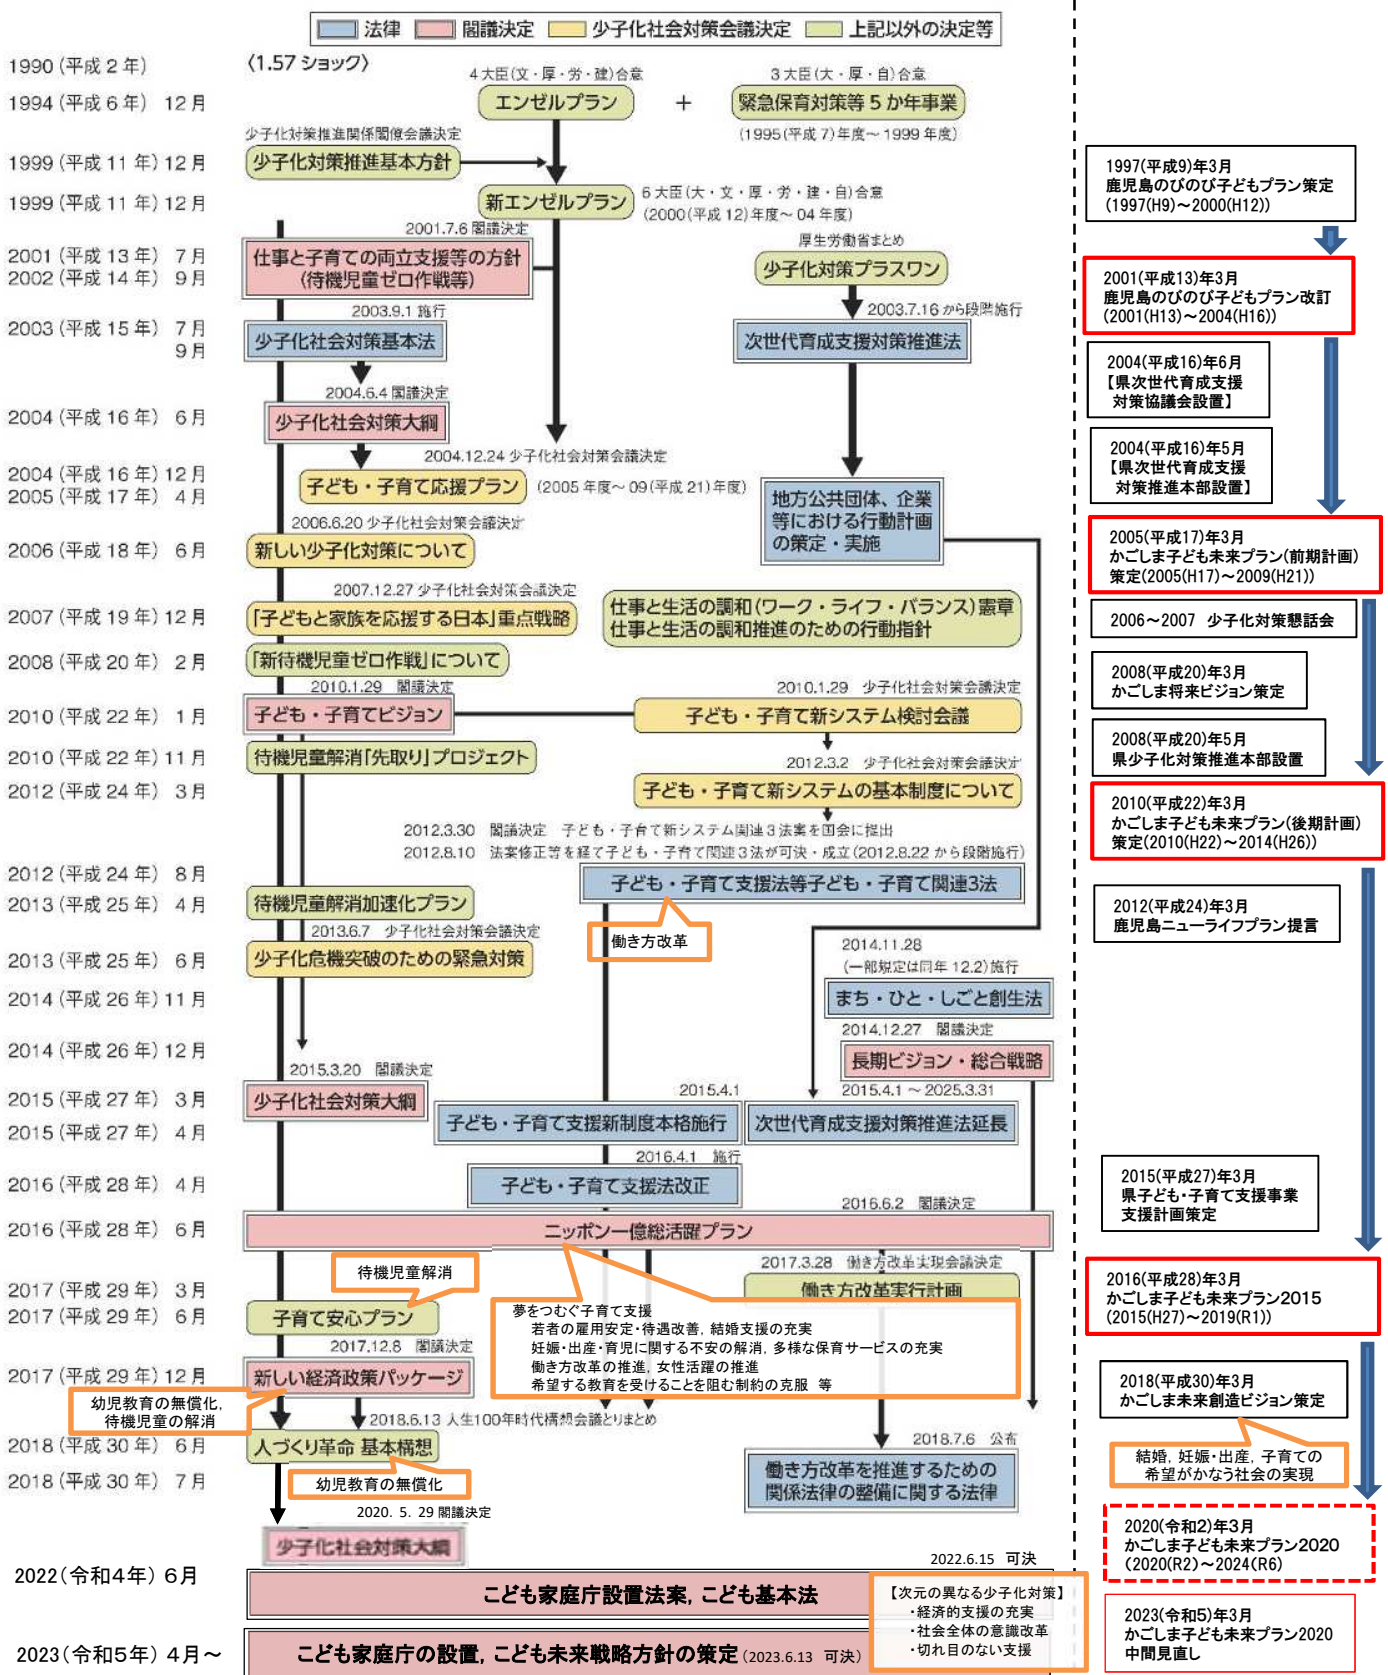 法律 閣議決定 少子化社会対策会議決定 上記以外の決定等
1990(平成2年)
〈1.57ショック〉
4大臣(文・厚・労・建)合意
3大臣(大・厚・自)合意
1994(平成6年) 12月
エンゼルプラン
+
緊急保育対策等5か年事業
(1995(平成7)年度〜1999年度)
少子化対策推進関係閣僚会議決定
1999(平成11年)12月
少子化対策推進基本方針
1999(平成11年)12月
新エンゼルプラン
6大臣(大・文・厚・労・建・自)合意
(2000(平成12)年度〜04年度)
2001.7.6 閣議決定
2001(平成13年) 7月
2002(平成14年) 9月
仕事と子育ての両立支援等の方針
(待機児童ゼロ作戦等)
厚生労働省まとめ
少子化対策プラスワン
2003.9.1 施行
2003.7.16から段階施行
2003(平成15年) 7月
9月
少子化社会対策基本法
次世代育成支援対策推進法
2004.6.4 閣議決定
2004(平成16年) 6月
少子化社会対策大綱
2004.12.24 少子化社会対策会議決定
2004(平成16年)12月
2005(平成17年) 4月
子ども・子育て応援プラン
(2005年度〜09(平成21)年度)
地方公共団体、企業
等における行動計画
の策定・実施
2006.6.20 少子化社会対策会議決定
2006(平成18年) 6月
新しい少子化対策について
2007.12.27 少子化社会対策会議決定
2007(平成19年)12月
「子どもと家族を応援する日本」重点戦略
仕事と生活の調和(ワーク・ライフ・バランス)憲章
仕事と生活の調和推進のための行動指針
2008(平成20年) 2月
「新待機児童ゼロ作戦」について
2010.1.29 閣議決定
2010.1.29 少子化社会対策会議決定
2010(平成22年) 1月
子ども・子育てビジョン
子ども・子育て新システム検討会議
2010(平成22年)11月
待機児童解消「先取り」プロジェクト
2012.3.2 少子化社会対策会議決定
2012(平成24年) 3月
子ども・子育て新システムの基本制度について
2012.3.30 閣議決定 子ども・子育て新システム関連3法案を国会に提出
2012.8.10 法案修正等を経て子ども・子育て関連3法が可決・成立(2012.8.22から段階施行)
2012(平成24年) 8月
子ども・子育て支援法等子ども・子育て関連3法
2013(平成25年) 4月
待機児童解消加速化プラン
働き方改革
2013.6.7 少子化社会対策会議決定
2013(平成25年) 6月
少子化危機突破のための緊急対策
2014.11.28
(一部規定は同年12.2)施行
2014(平成26年)11月
まち・ひと・しごと創生法
2014.12.27 閣議決定
2014(平成26年)12月
長期ビジョン・総合戦略
2015.3.20 閣議決定
2015(平成27年) 3月
少子化社会対策大綱
2015.4.1
2015.4.1〜2025.3.31
2015(平成27年) 4月
子ども・子育て支援新制度本格施行
次世代育成支援対策推進法延長
2016.4.1 施行
2016(平成28年) 4月
子ども・子育て支援法改正
2016.6.2 閣議決定
2016(平成28年) 6月
ニッポン一億総活躍プラン
待機児童解消
2017.3.28 働き方改革実現会議決定
2017(平成29年) 3月
働き方改革実行計画
2017(平成29年) 6月
子育て安心プラン
夢をつむぐ子育て支援
若者の雇用安定・待遇改善, 結婚支援の充実
妊娠・出産・育児に関する不安の解消, 多様な保育サービスの充実
働き方改革の推進, 女性活躍の推進
希望する教育を受けることを阻む制約の克服 等
2017.12.8 閣議決定
2017(平成29年)12月
新しい経済政策パッケージ
幼児教育の無償化,
待機児童の解消
2018.6.13 人生100年時代構想会議とりまとめ
2018(平成30年) 6月
人づくり革命 基本構想
2018.7.6 公布
2018(平成30年) 7月
幼児教育の無償化
働き方改革を推進するための
関係法律の整備に関する法律
2020. 5. 29 閣議決定
少子化社会対策大綱
2022(令和4年) 6月
2022.6.15 可決
こども家庭庁設置法案, こども基本法
2023(令和5年) 4月〜
こども家庭庁の設置, こども未来戦略方針の策定(2023.6.13 可決)
【次元の異なる少子化対策】
・経済的支援の充実
・社会全体の意識改革
・切れ目のない支援
1997(平成9)年3月
鹿児島のびのび子どもプラン策定
(1997(H9)〜2000(H12))
2001(平成13)年3月
鹿児島のびのび子どもプラン改訂
(2001(H13)〜2004(H16))
2004(平成16)年6月
【県次世代育成支援
対策協議会設置】
2004(平成16)年5月
【県次世代育成支援
対策推進本部設置】
2005(平成17)年3月
かごしま子ども未来プラン(前期計画)
策定(2005(H17)〜2009(H21))
2006〜2007 少子化対策懇話会
2008(平成20)年3月
かごしま将来ビジョン策定
2008(平成20)年5月
県少子化対策推進本部設置
2010(平成22)年3月
かごしま子ども未来プラン(後期計画)
策定(2010(H22)〜2014(H26))
2012(平成24)年3月
鹿児島ニューライフプラン提言
2015(平成27)年3月
県子ども・子育て支援事業
支援計画策定
2016(平成28)年3月
かごしま子ども未来プラン2015
(2015(H27)〜2019(R1))
2018(平成30)年3月
かごしま未来創造ビジョン策定
結婚, 妊娠・出産, 子育ての
希望がかなう社会の実現
2020(令和2)年3月
かごしま子ども未来プラン2020
(2020(R2)〜2024(R6)
2023(令和5)年3月
かごしま子ども未来プラン2020
中間見直し